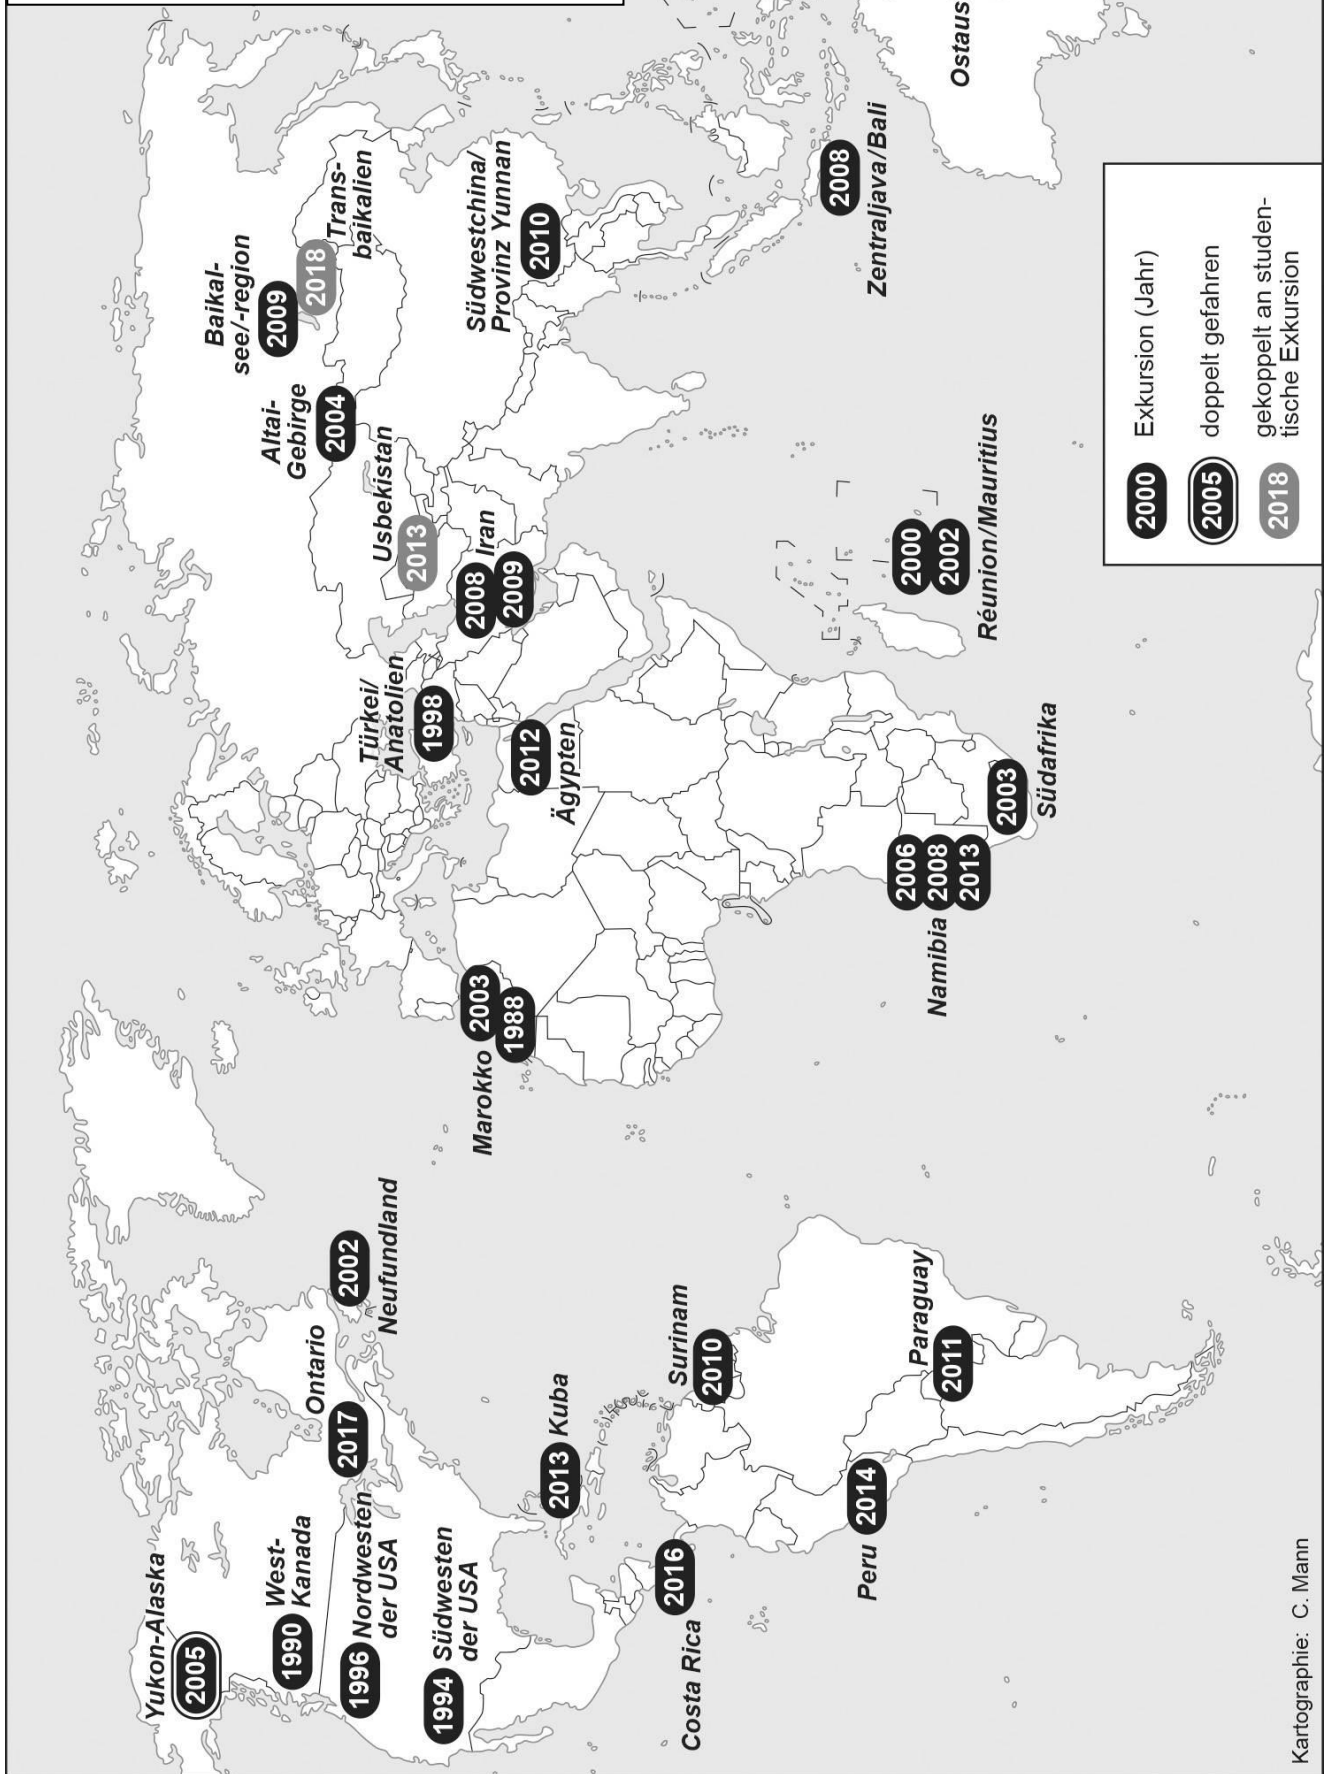 Yukon-Alaska
2005
West-
Kanada
1990
Nordwesten
der USA
1996
Südwesten
der USA
1994
Ontario
2017
2002
Neufundland
2013
Kuba
2016
Costa Rica
Surinam
2010
Peru
2014
Paraguay
2011
Marokko
2003
1988
Türkei/
Anatolien
1998
2012
Ägypten
Namibia
2006
2008
2013
2003
Südafrika
Usbekistan
2013
Iran
2008
2009
2000
2002
Réunion/Mauritius
Altai-
Gebirge
2004
Baikal-
see/-region
2009
2018
Trans-
baikalien
Südwestchina/
Provinz Yunnan
2010
2008
Zentraljava/Bali
Ostaus
2000 Exkursion (Jahr)
2005 doppelt gefahren
2018 gekoppelt an studen-
tische Exkursion
Kartographie: C. Mann